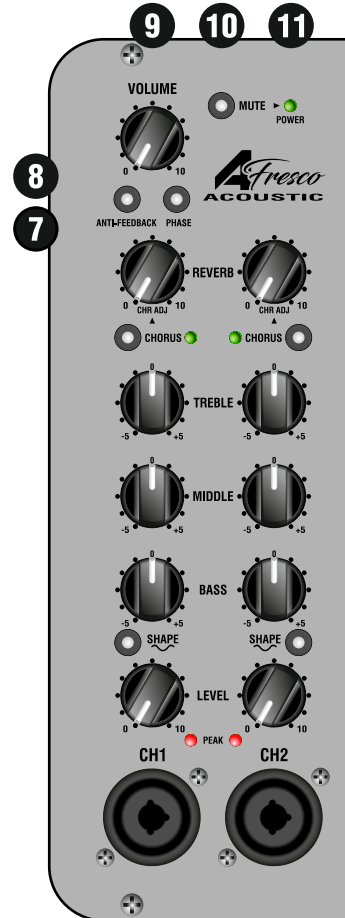 9 10 11
VOLUME
MUTE
POWER
0 10
8
A Fresco
ACOUSTIC
7
ANTI-FEEDBACK PHASE
REVERB
0 10 0 10
CHR ADJ CHR ADJ
CHORUS CHORUS
0 0
TREBLE
-5 +5 -5 +5
0 0
MIDDLE
-5 +5 -5 +5
0 0
BASS
-5 +5 -5 +5
SHAPE SHAPE
LEVEL
0 10 0 10
PEAK
CH1 CH2